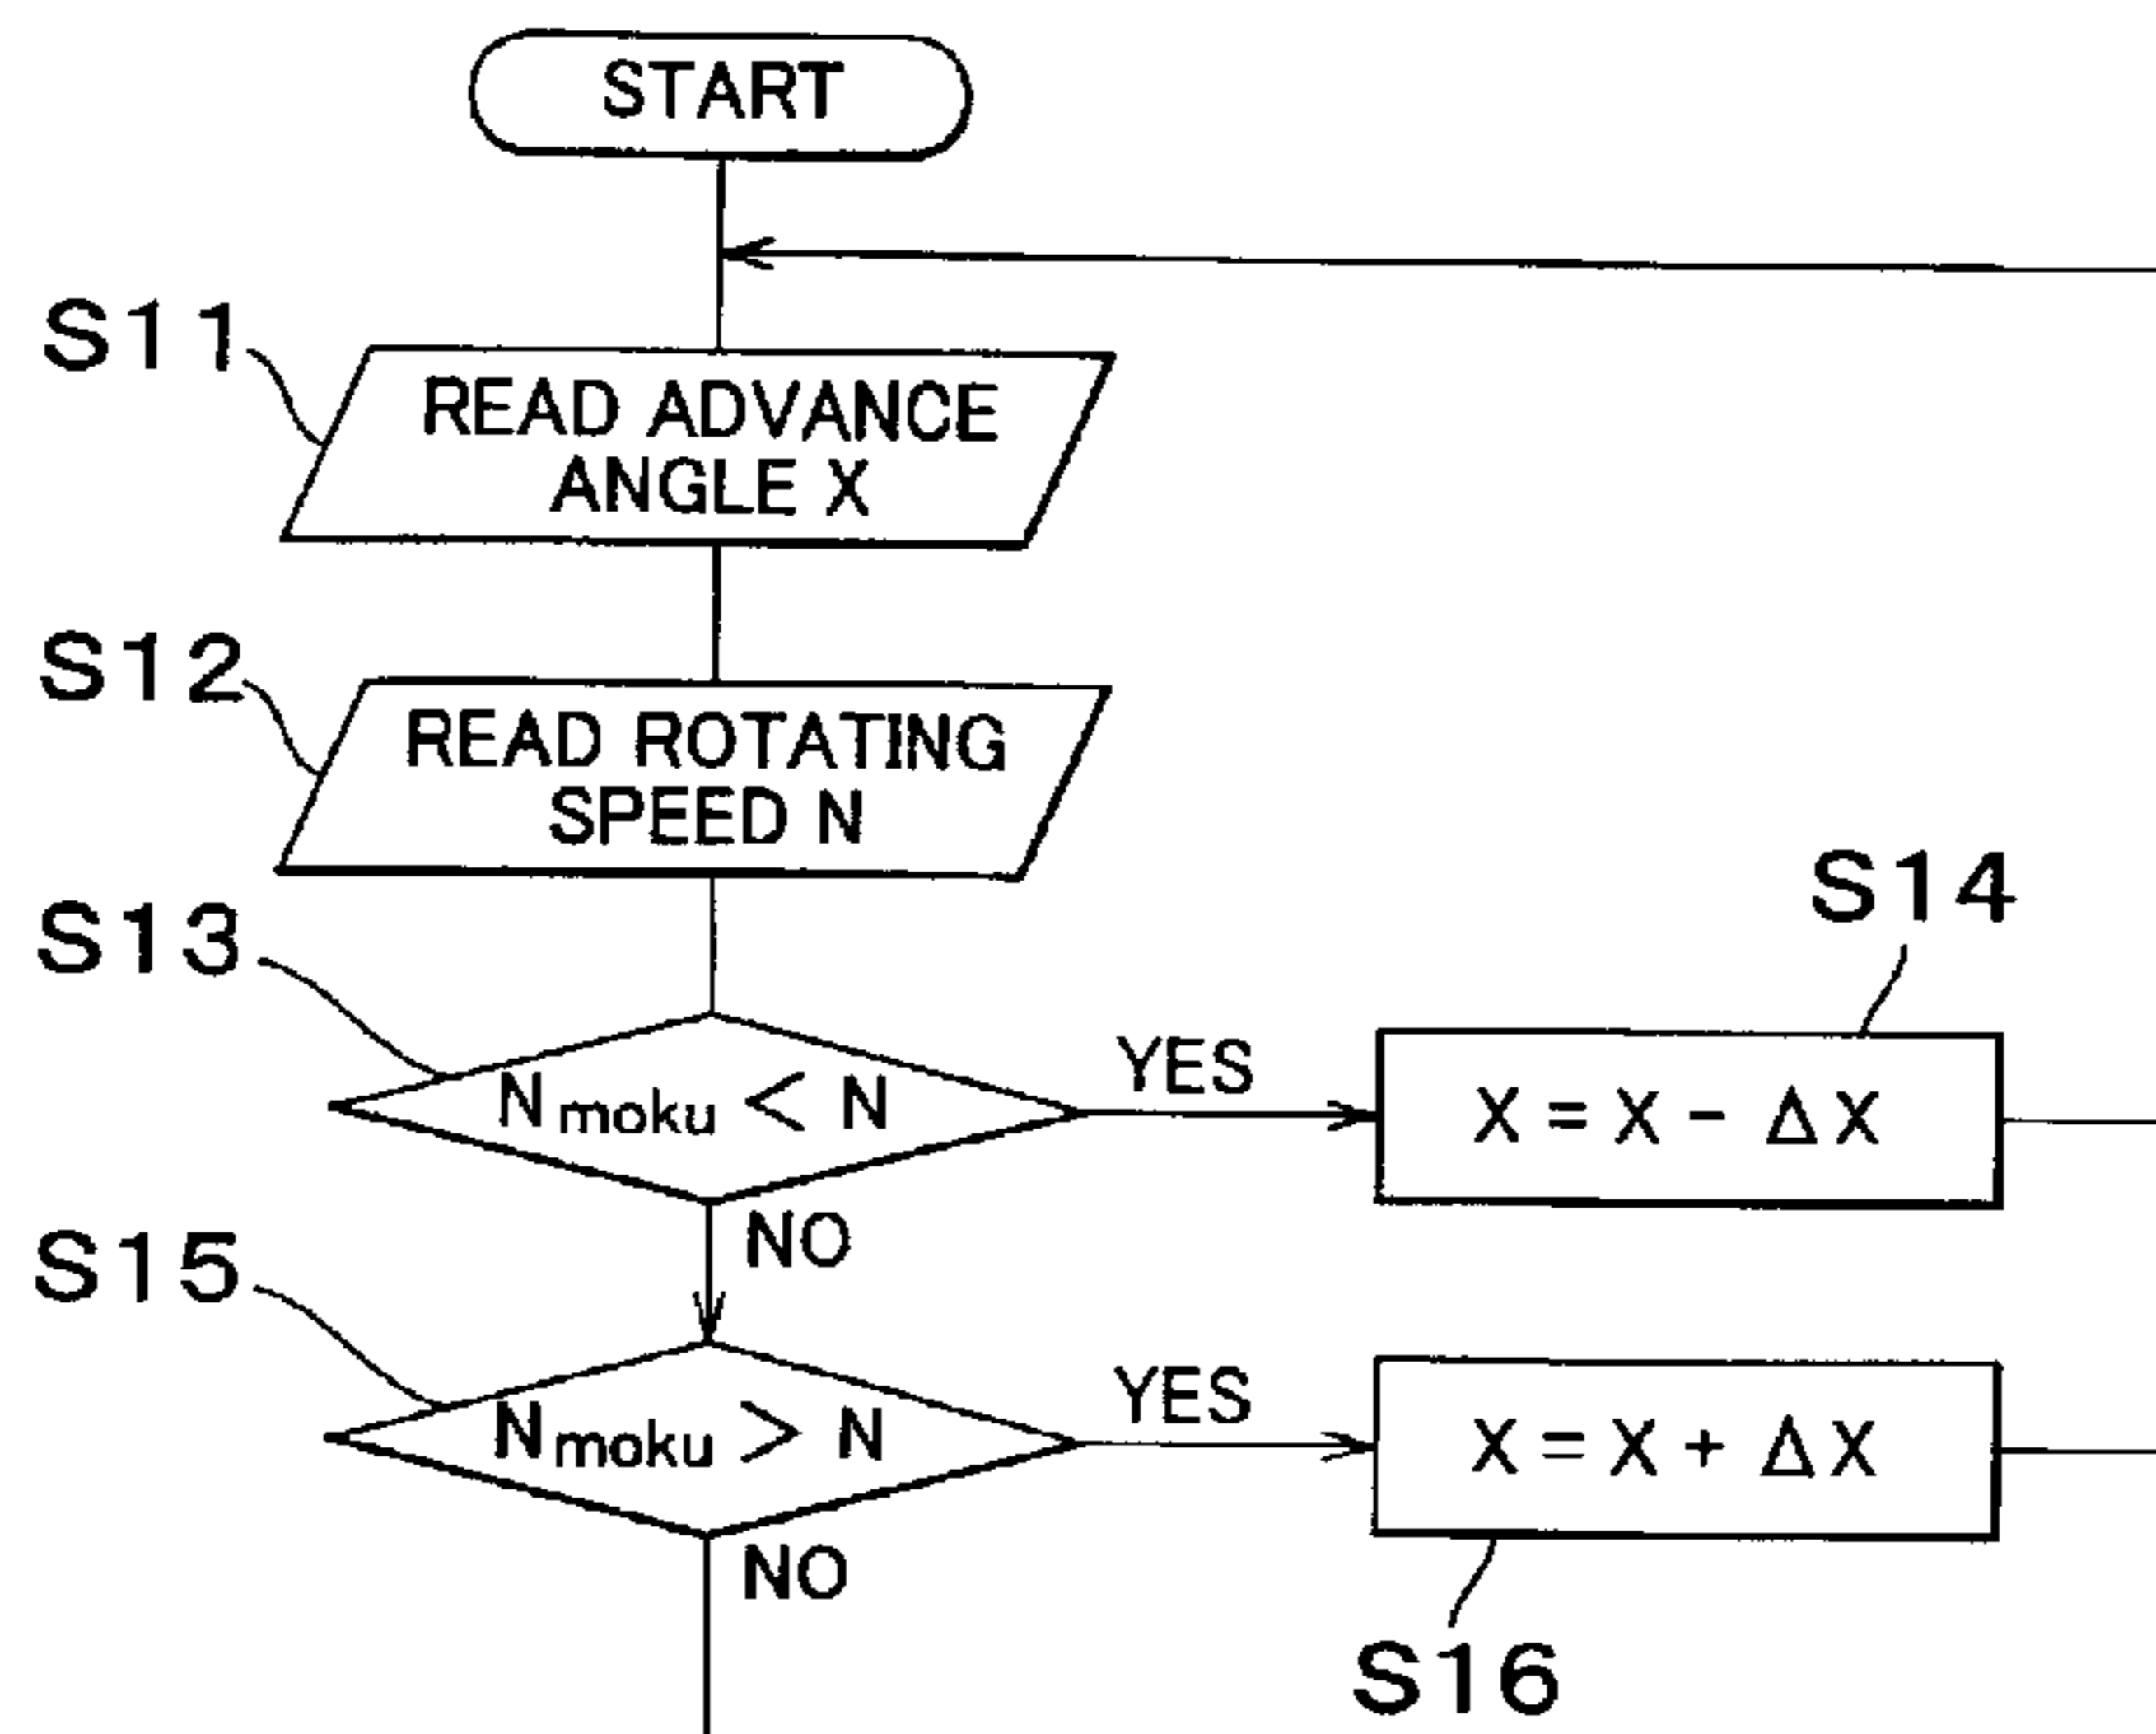 START
S11
READ ADVANCE
ANGLE X
S12
READ ROTATING
SPEED N
S13
Nmoku < N
YES
S14
X = X - ΔX
NO
S15
Nmoku > N
YES
X = X + ΔX
NO
S16